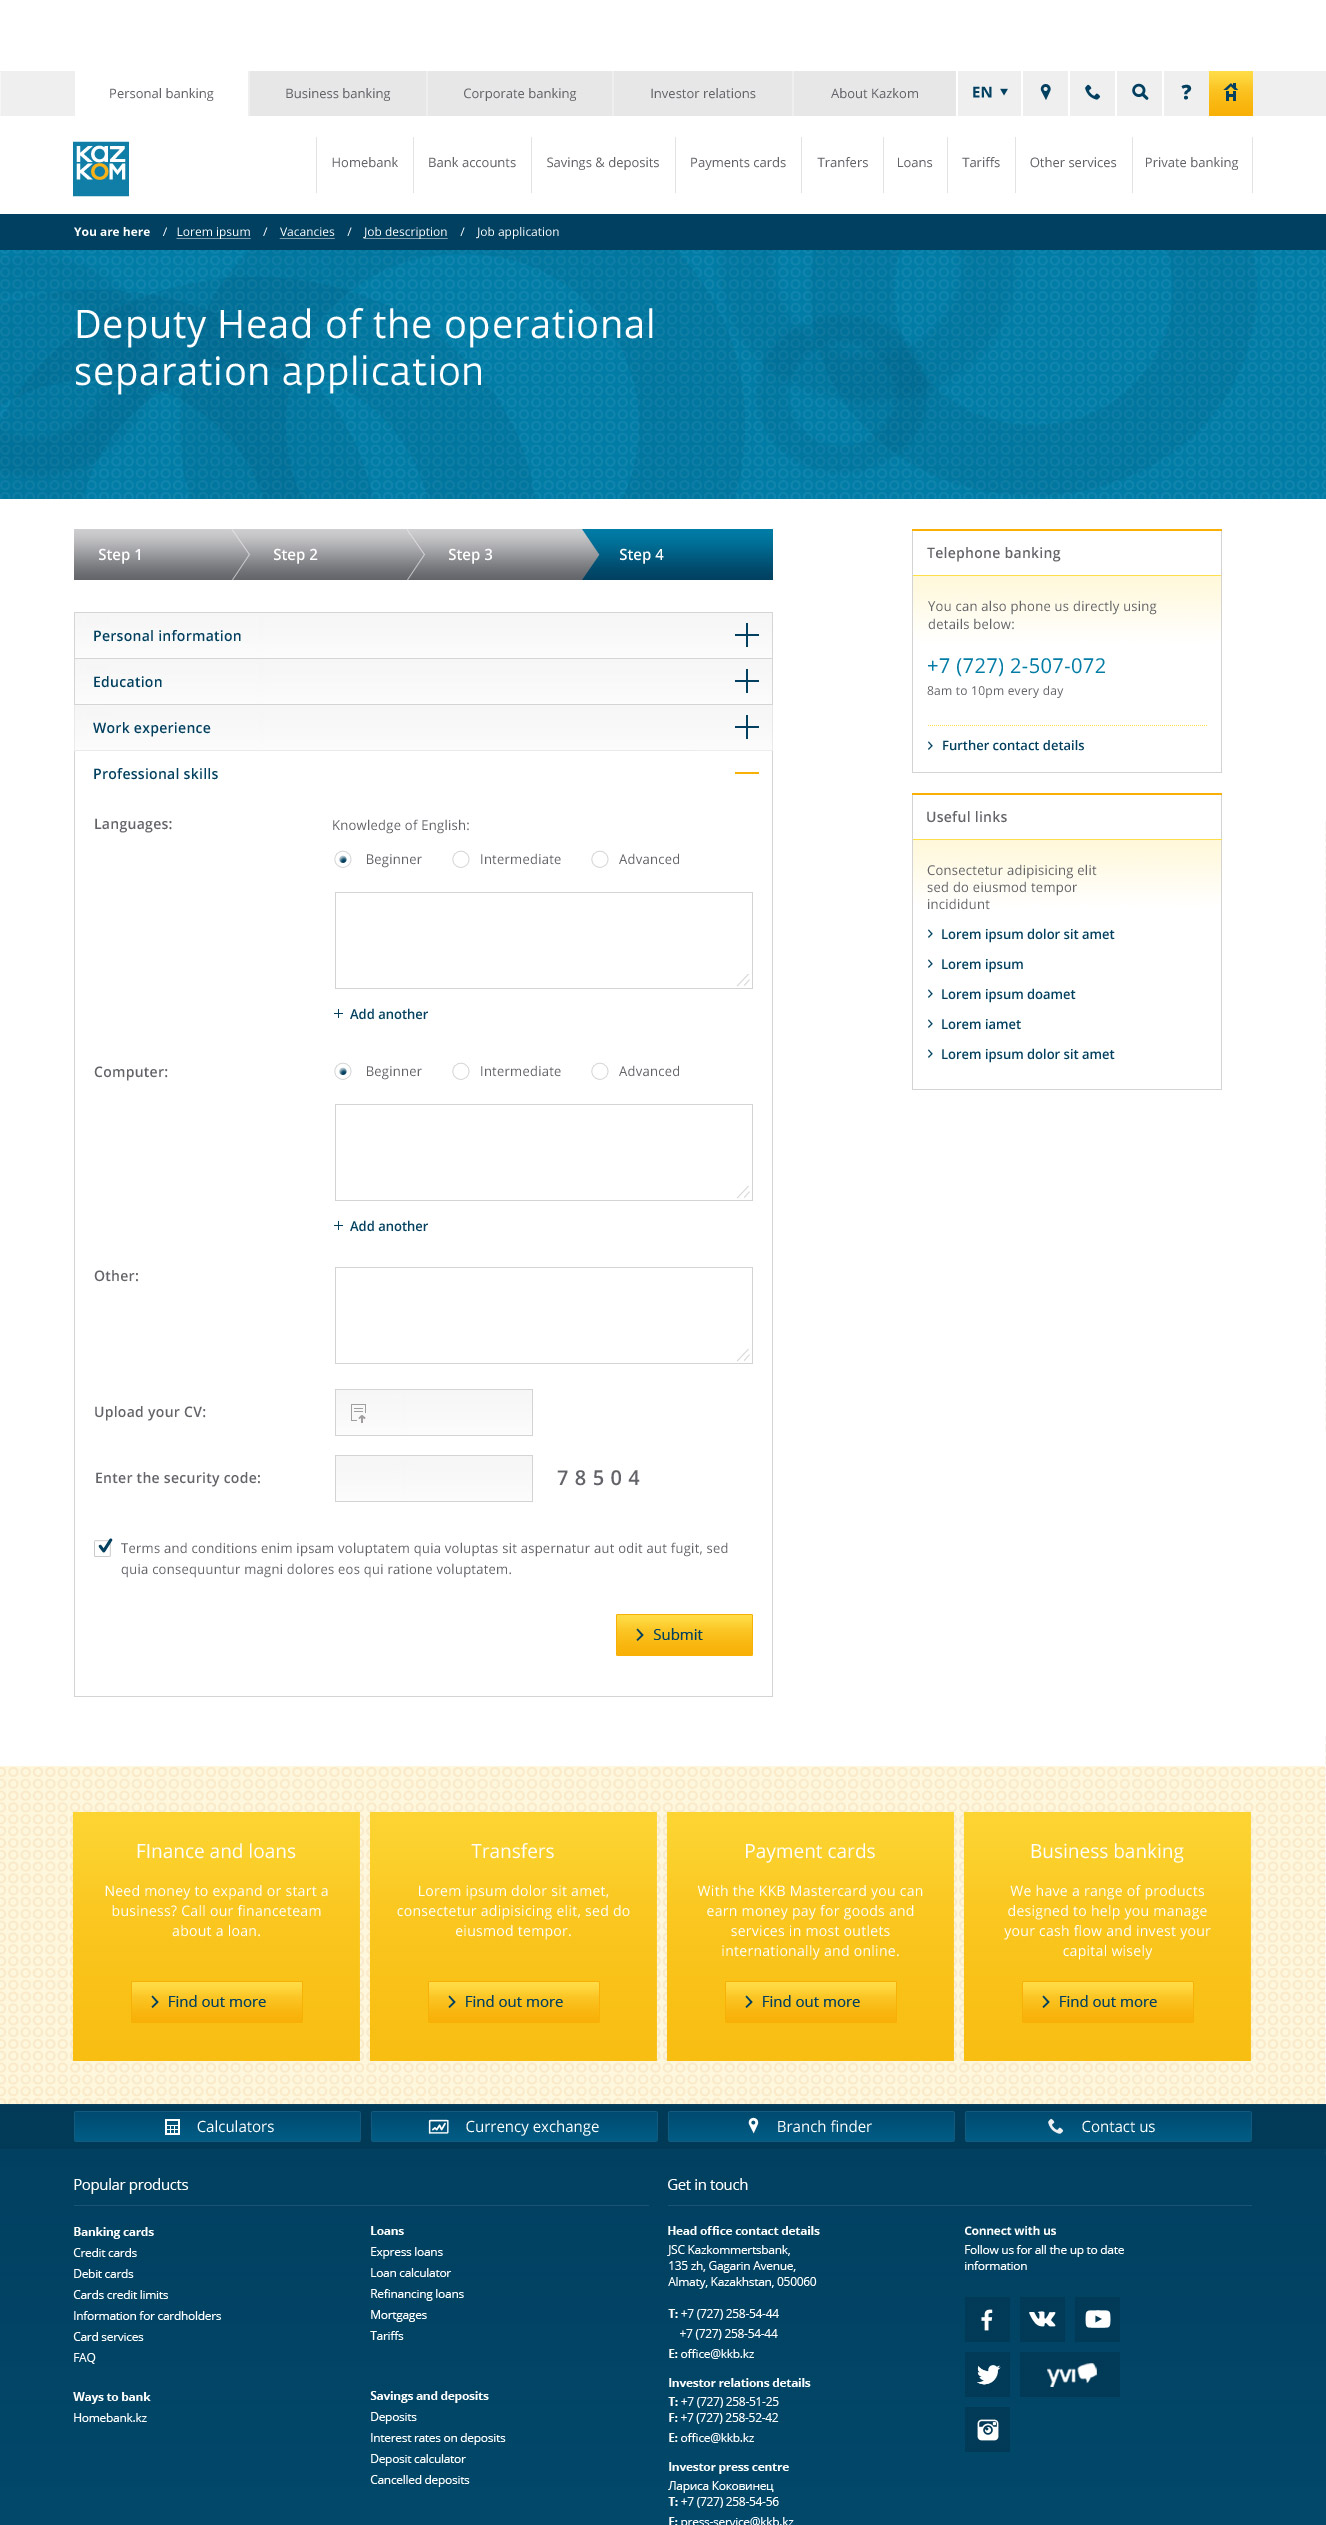 Personal banking
Business banking
Corporate banking
Investor relations
About Kazkom
EN
?
H
KAZ
KOM
Homebank
Bank accounts
Savings & deposits
Payments cards
Tranfers
Loans
Tariffs
Other services
Private banking
You are here / Lorem ipsum / Vacancies / Job description / Job application
Deputy Head of the operational
separation application
Step 1
Step 2
Step 3
Step 4
Personal information
Education
Work experience
Professional skills
Languages:
Knowledge of English:
Beginner
Intermediate
Advanced
+ Add another
Computer:
Beginner
Intermediate
Advanced
+ Add another
Other:
Upload your CV:
Enter the security code:
7 8 5 0 4
Terms and conditions enim ipsam voluptatem quia voluptas sit aspernatur aut odit aut fugit, sed
quia consequuntur magni dolores eos qui ratione voluptatem.
Submit
Telephone banking
You can also phone us directly using
details below:
+7 (727) 2-507-072
8am to 10pm every day
Further contact details
Useful links
Consectetur adipisicing elit
sed do eiusmod tempor
incididunt
Lorem ipsum dolor sit amet
Lorem ipsum
Lorem ipsum doamet
Lorem iamet
Lorem ipsum dolor sit amet
FInance and loans
Need money to expand or start a
business? Call our financeteam
about a loan.
Find out more
Transfers
Lorem ipsum dolor sit amet,
consectetur adipisicing elit, sed do
eiusmod tempor.
Find out more
Payment cards
With the KKB Mastercard you can
earn money pay for goods and
services in most outlets
internationally and online.
Find out more
Business banking
We have a range of products
designed to help you manage
your cash flow and invest your
capital wisely
Find out more
Calculators
Currency exchange
Branch finder
Contact us
Popular products
Banking cards
Credit cards
Debit cards
Cards credit limits
Information for cardholders
Card services
FAQ
Ways to bank
Homebank.kz
Loans
Express loans
Loan calculator
Refinancing loans
Mortgages
Tariffs
Savings and deposits
Deposits
Interest rates on deposits
Deposit calculator
Cancelled deposits
Get in touch
Head office contact details
JSC Kazkommertsbank,
135 zh, Gagarin Avenue,
Almaty, Kazakhstan, 050060
T: +7 (727) 258-54-44
+7 (727) 258-54-44
E: office@kkb.kz
Investor relations details
T: +7 (727) 258-51-25
F: +7 (727) 258-52-42
E: office@kkb.kz
Investor press centre
Лариса Коковинец
T: +7 (727) 258-54-56
E: press-service@kkb.kz
Connect with us
Follow us for all the up to date
information
yvi